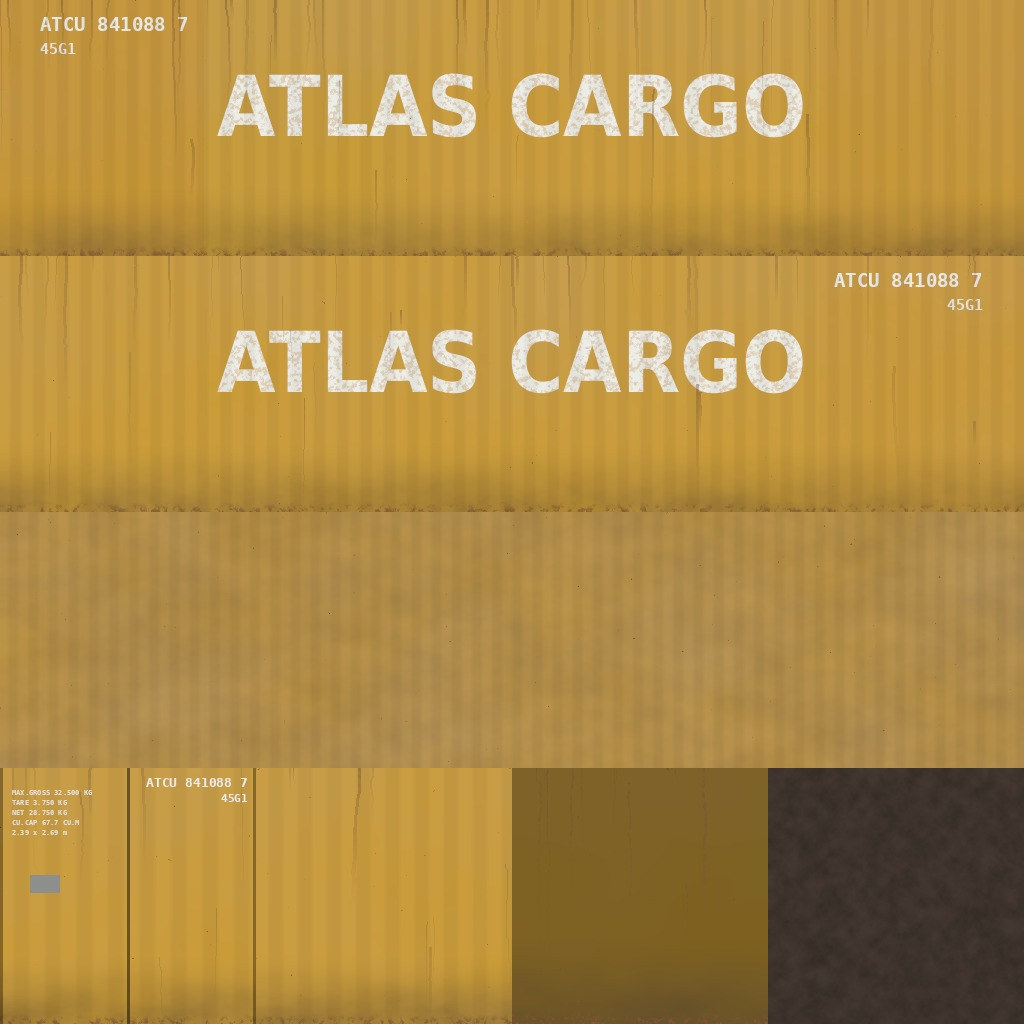 ATCU 841088 7
45G1
ATLAS CARGO
ATCU 841088 7
45G1
ATLAS CARGO
MAX.GROSS 32.500 KG
TARE 3.750 KG
NET 28.750 KG
CU.CAP 67.7 CU.M
2.39 x 2.69 m
ATCU 841088 7
45G1